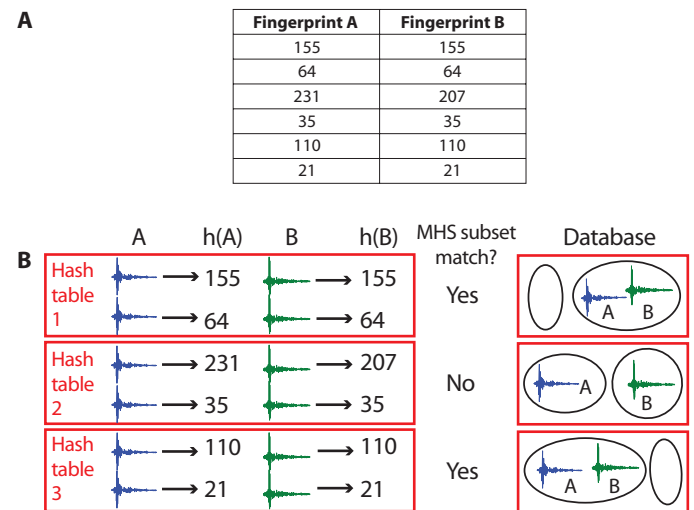 A
Fingerprint A Fingerprint B
155 155
64 64
231 207
35 35
110 110
21 21
B
A h(A) B h(B) MHS subset match? Database
Hash table 1
155 155
64 64
Yes
A B
Hash table 2
231 207
35 35
No
A B
Hash table 3
110 110
21 21
Yes
A B